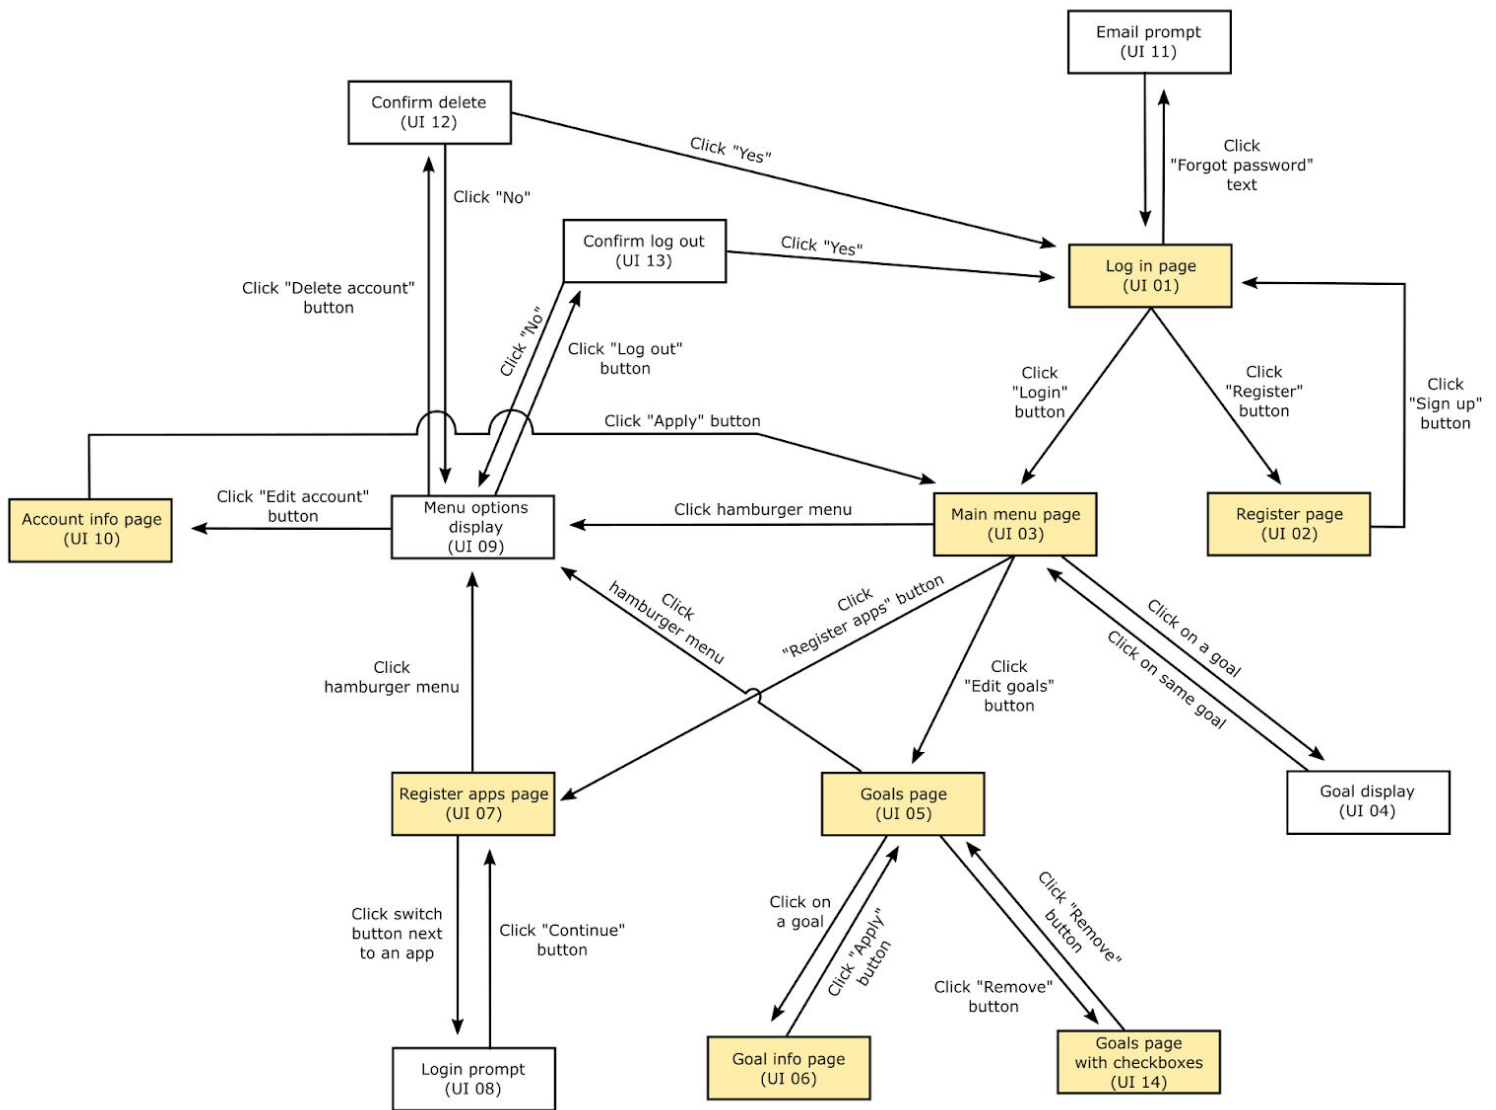 Email prompt
(UI 11)
Confirm delete
(UI 12)
Click "Yes"
Click
"Forgot password"
text
Click "No"
Confirm log out
(UI 13)
Click "Yes"
Log in page
(UI 01)
Click "Delete account"
button
Click "No"
Click "Log out"
button
Click
"Login"
button
Click
"Register"
button
Click
"Sign up"
button
Click "Apply" button
Account info page
(UI 10)
Click "Edit account"
button
Menu options
display
(UI 09)
Click hamburger menu
Main menu page
(UI 03)
Register page
(UI 02)
Click
hamburger menu
Click
"Register apps" button
Click on a goal
Click on same goal
Click
hamburger menu
Click
"Edit goals"
button
Register apps page
(UI 07)
Goals page
(UI 05)
Goal display
(UI 04)
Click switch
button next
to an app
Click "Continue"
button
Click on
a goal
Click "Apply"
button
Click "Remove"
button
Click "Remove"
button
Login prompt
(UI 08)
Goal info page
(UI 06)
Goals page
with checkboxes
(UI 14)